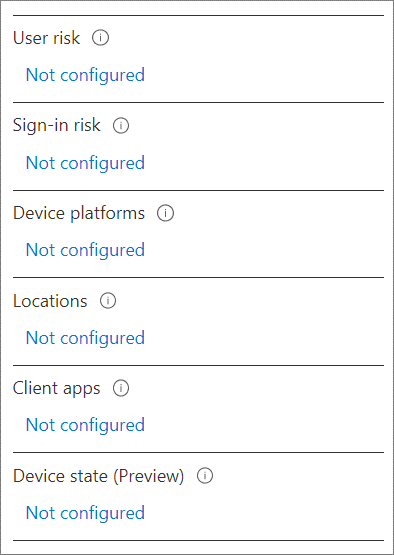 User risk
Not configured
Sign-in risk
Not configured
Device platforms
Not configured
Locations
Not configured
Client apps
Not configured
Device state (Preview)
Not configured